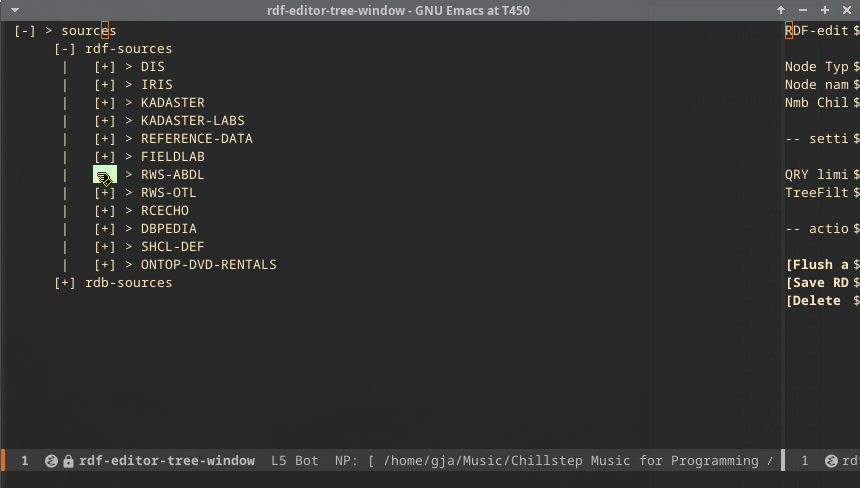 rdf-editor-tree-window - GNU Emacs at T450
[-] > sources
[-] rdf-sources
| [+] > DIS
| [+] > IRIS
| [+] > KADASTER
| [+] > KADASTER-LABS
| [+] > REFERENCE-DATA
| [+] > FIELDLAB
| > RWS-ABDL
| [+] > RWS-OTL
| [+] > RCECHO
| [+] > DBPEDIA
| [+] > SHCL-DEF
| [+] > ONTOP-DVD-RENTALS
[+] rdb-sources
RDF-edit$
Node Typ$
Node nam$
Nmb Chil$
-- setti$
QRY limi$
TreeFilt$
-- actio$
[Flush a$
[Save RD$
[Delete $
1 rdf-editor-tree-window L5 Bot NP: [ /home/gja/Music/Chillstep Music for Programming /
1 rd